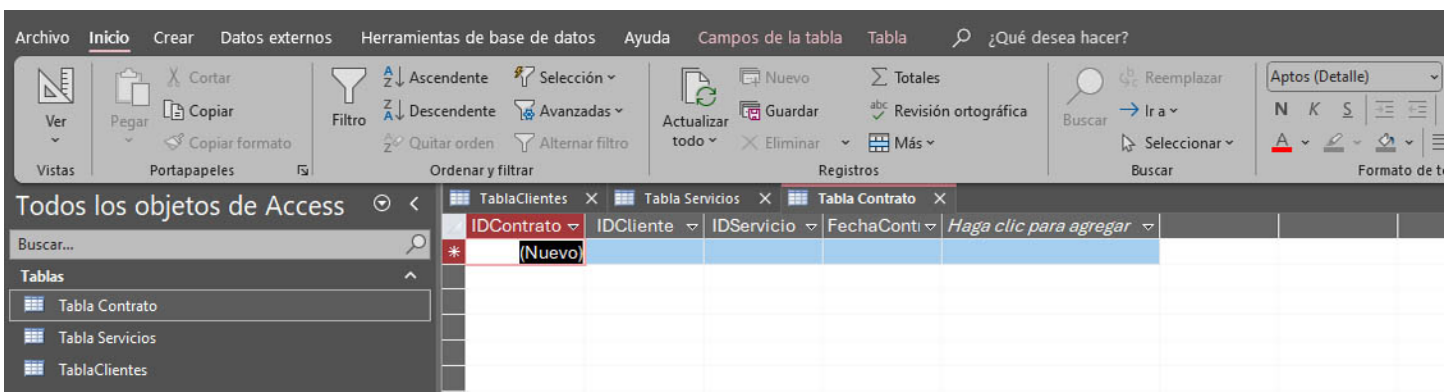 Archivo Inicio Crear Datos externos Herramientas de base de datos Ayuda Campos de la tabla Tabla ¿Qué desea hacer?
Ver
Vistas
Pegar
Cortar
Copiar
Copiar formato
Portapapeles
Filtro
Ascendente
Descendente
Quitar orden
Selección
Avanzadas
Alternar filtro
Ordenar y filtrar
Actualizar
todo
Nuevo
Guardar
Eliminar
Totales
Revisión ortográfica
Más
Registros
Buscar
Reemplazar
Ir a
Seleccionar
Buscar
Aptos (Detalle)
N K S
A
Formato de te
Todos los objetos de Access
Buscar...
Tablas
Tabla Contrato
Tabla Servicios
TablaClientes
TablaClientes Tabla Servicios Tabla Contrato
IDContrato IDCliente IDServicio FechaContr Haga clic para agregar
(Nuevo)